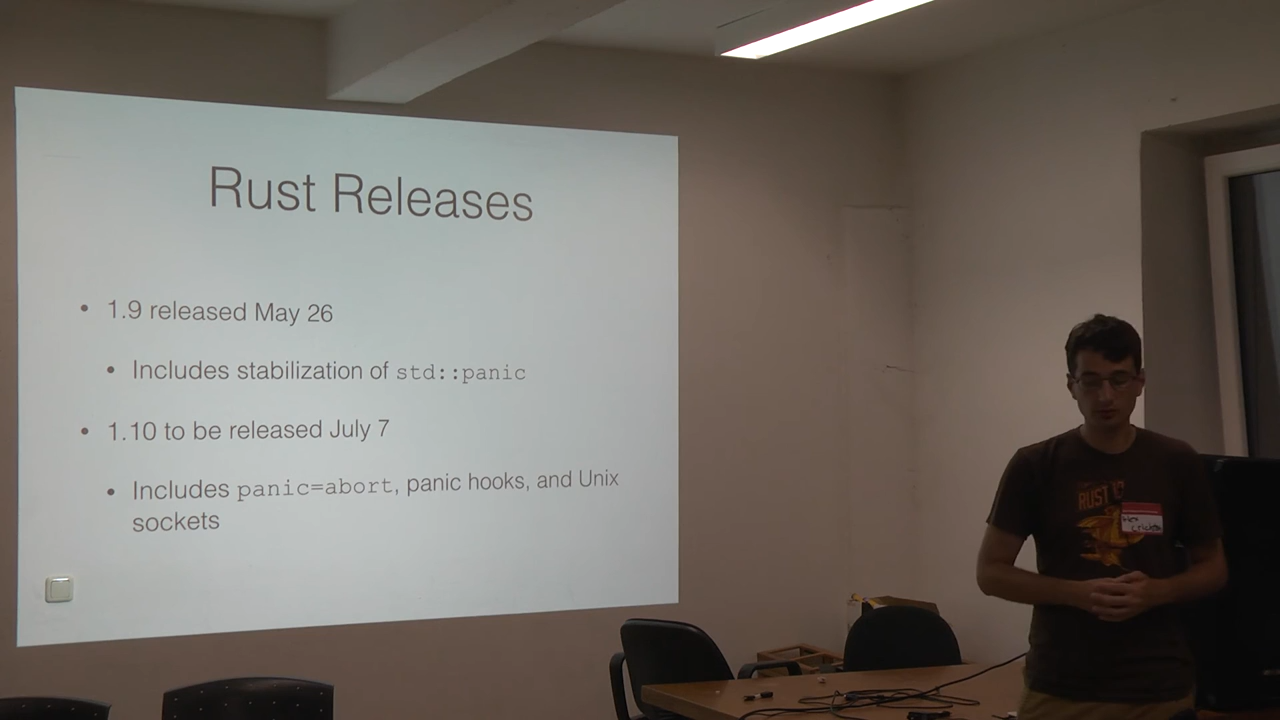 Rust Releases
• 1.9 released May 26
• Includes stabilization of std::panic
• 1.10 to be released July 7
• Includes panic=abort, panic hooks, and Unix
sockets
RUST